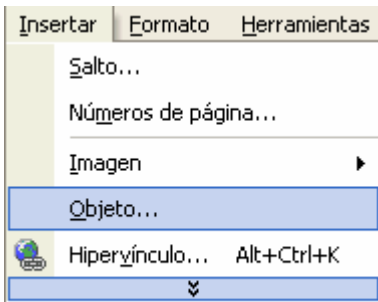 Insertar Formato Herramientas
Salto...
Números de página...
Imagen
Objeto...
Hipervínculo... Alt+Ctrl+K